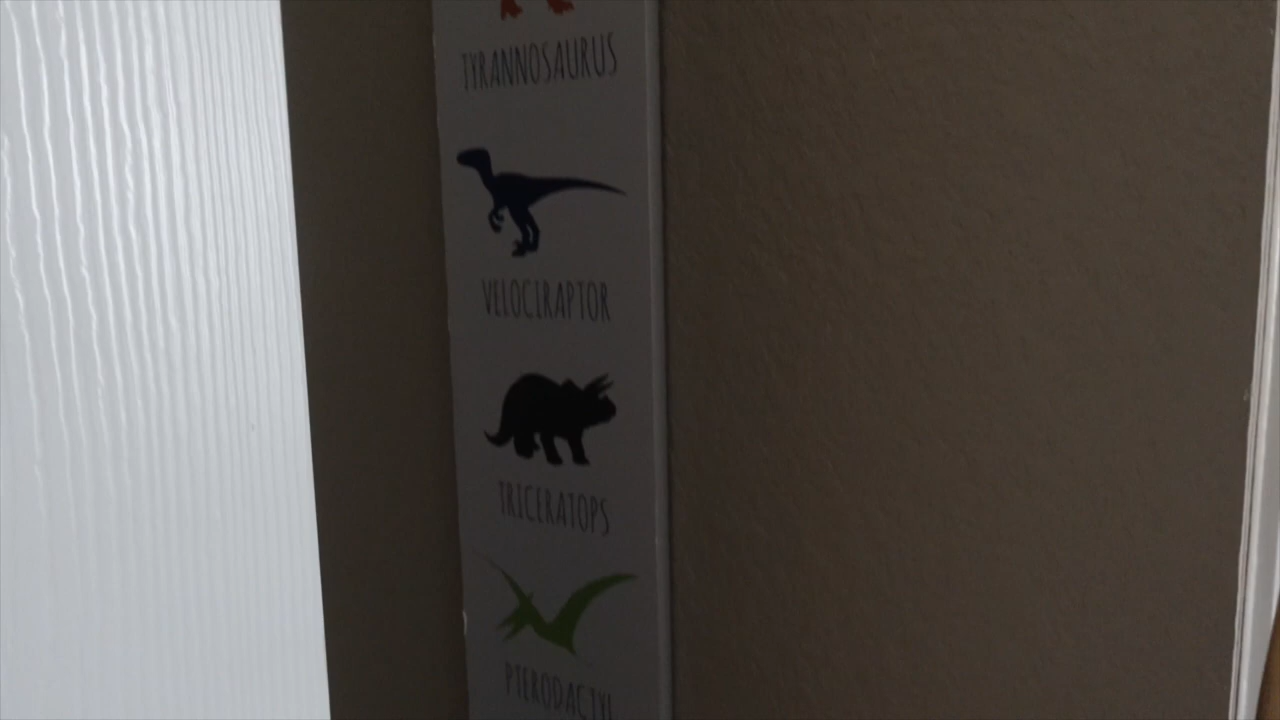 TYRANNOSAURUS
VELOCIRAPTOR
TRICERATOPS
PTERODACTYL